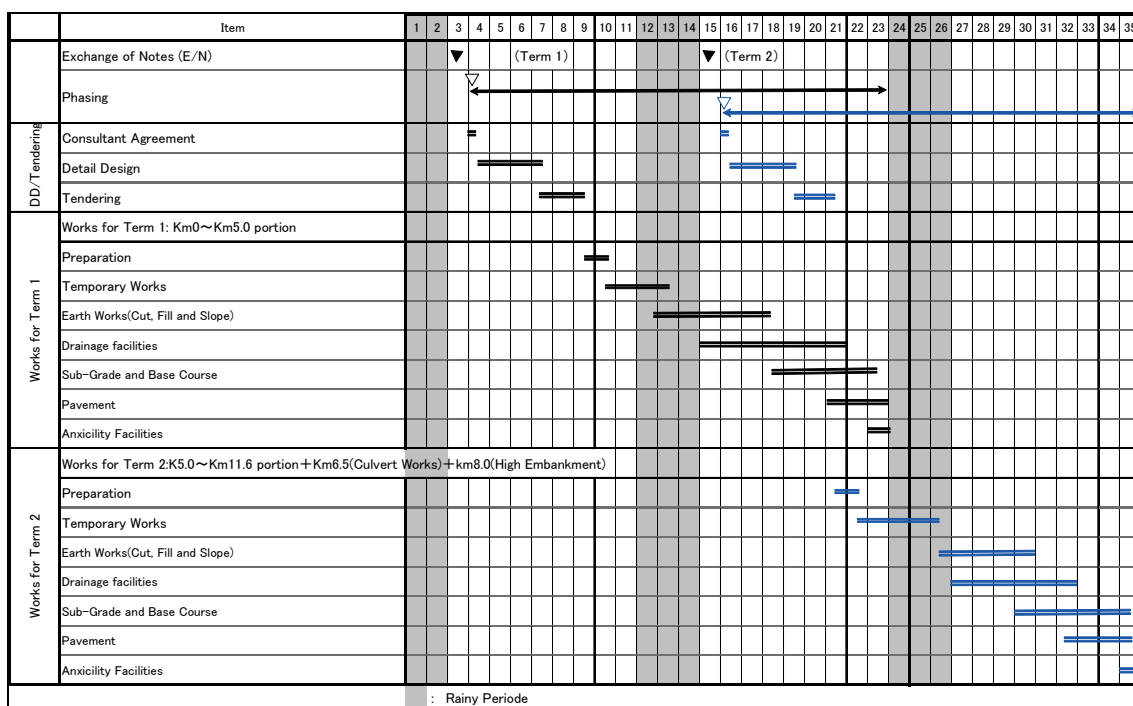 Item 1 2 3 4 5 6 7 8 9 10 11 12 13 14 15 16 17 18 19 20 21 22 23 24 25 26 27 28 29 30 31 32 33 34 35
Exchange of Notes (E/N) (Term 1) (Term 2)
Phasing
DD/Tendering
Consultant Agreement
Detail Design
Tendering
Works for Term 1
Works for Term 1: Km0～Km5.0 portion
Preparation
Temporary Works
Earth Works(Cut, Fill and Slope)
Drainage facilities
Sub-Grade and Base Course
Pavement
Anxicility Facilities
Works for Term 2
Works for Term 2:K5.0～Km11.6 portion＋Km6.5(Culvert Works)＋km8.0(High Embankment)
Preparation
Temporary Works
Earth Works(Cut, Fill and Slope)
Drainage facilities
Sub-Grade and Base Course
Pavement
Anxicility Facilities
: Rainy Periode